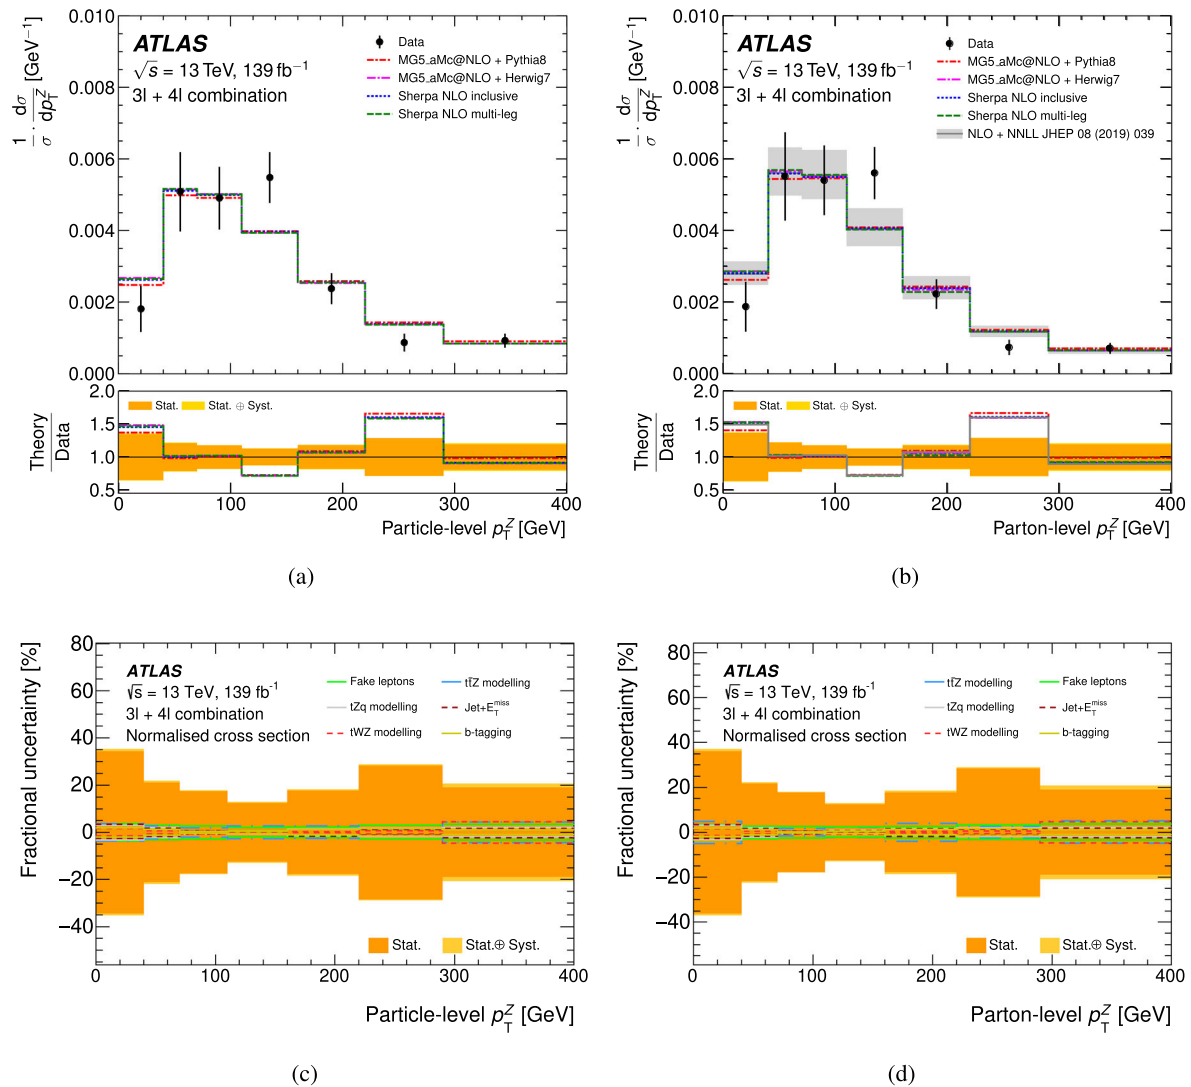 0.010
0.008
0.006
0.004
0.002
0.000
1/σ · dσ/dp_T^Z [GeV⁻¹]
ATLAS
√s = 13 TeV, 139 fb⁻¹
3l + 4l combination
Data
MG5_aMc@NLO + Pythia8
MG5_aMc@NLO + Herwig7
Sherpa NLO inclusive
Sherpa NLO multi-leg
2.0
1.5
1.0
0.5
Theory
Data
Stat.
Stat. ⊕ Syst.
0 100 200 300 400
Particle-level p_T^Z [GeV]
(a)
0.010
0.008
0.006
0.004
0.002
0.000
1/σ · dσ/dp_T^Z [GeV⁻¹]
ATLAS
√s = 13 TeV, 139 fb⁻¹
3l + 4l combination
Data
MG5_aMc@NLO + Pythia8
MG5_aMc@NLO + Herwig7
Sherpa NLO inclusive
Sherpa NLO multi-leg
NLO + NNLL JHEP 08 (2019) 039
2.0
1.5
1.0
0.5
Theory
Data
Stat.
Stat. ⊕ Syst.
0 100 200 300 400
Parton-level p_T^Z [GeV]
(b)
80
60
40
20
0
−20
−40
Fractional uncertainty [%]
ATLAS
√s = 13 TeV, 139 fb⁻¹
3l + 4l combination
Normalised cross section
Fake leptons
tt̄Z modelling
tZq modelling
Jet+E_T^miss
tWZ modelling
b-tagging
Stat.
Stat.⊕ Syst.
0 100 200 300 400
Particle-level p_T^Z [GeV]
(c)
80
60
40
20
0
−20
−40
Fractional uncertainty [%]
ATLAS
√s = 13 TeV, 139 fb⁻¹
3l + 4l combination
Normalised cross section
tt̄Z modelling
Fake leptons
tZq modelling
Jet+E_T^miss
tWZ modelling
b-tagging
Stat.
Stat.⊕ Syst.
0 100 200 300 400
Parton-level p_T^Z [GeV]
(d)